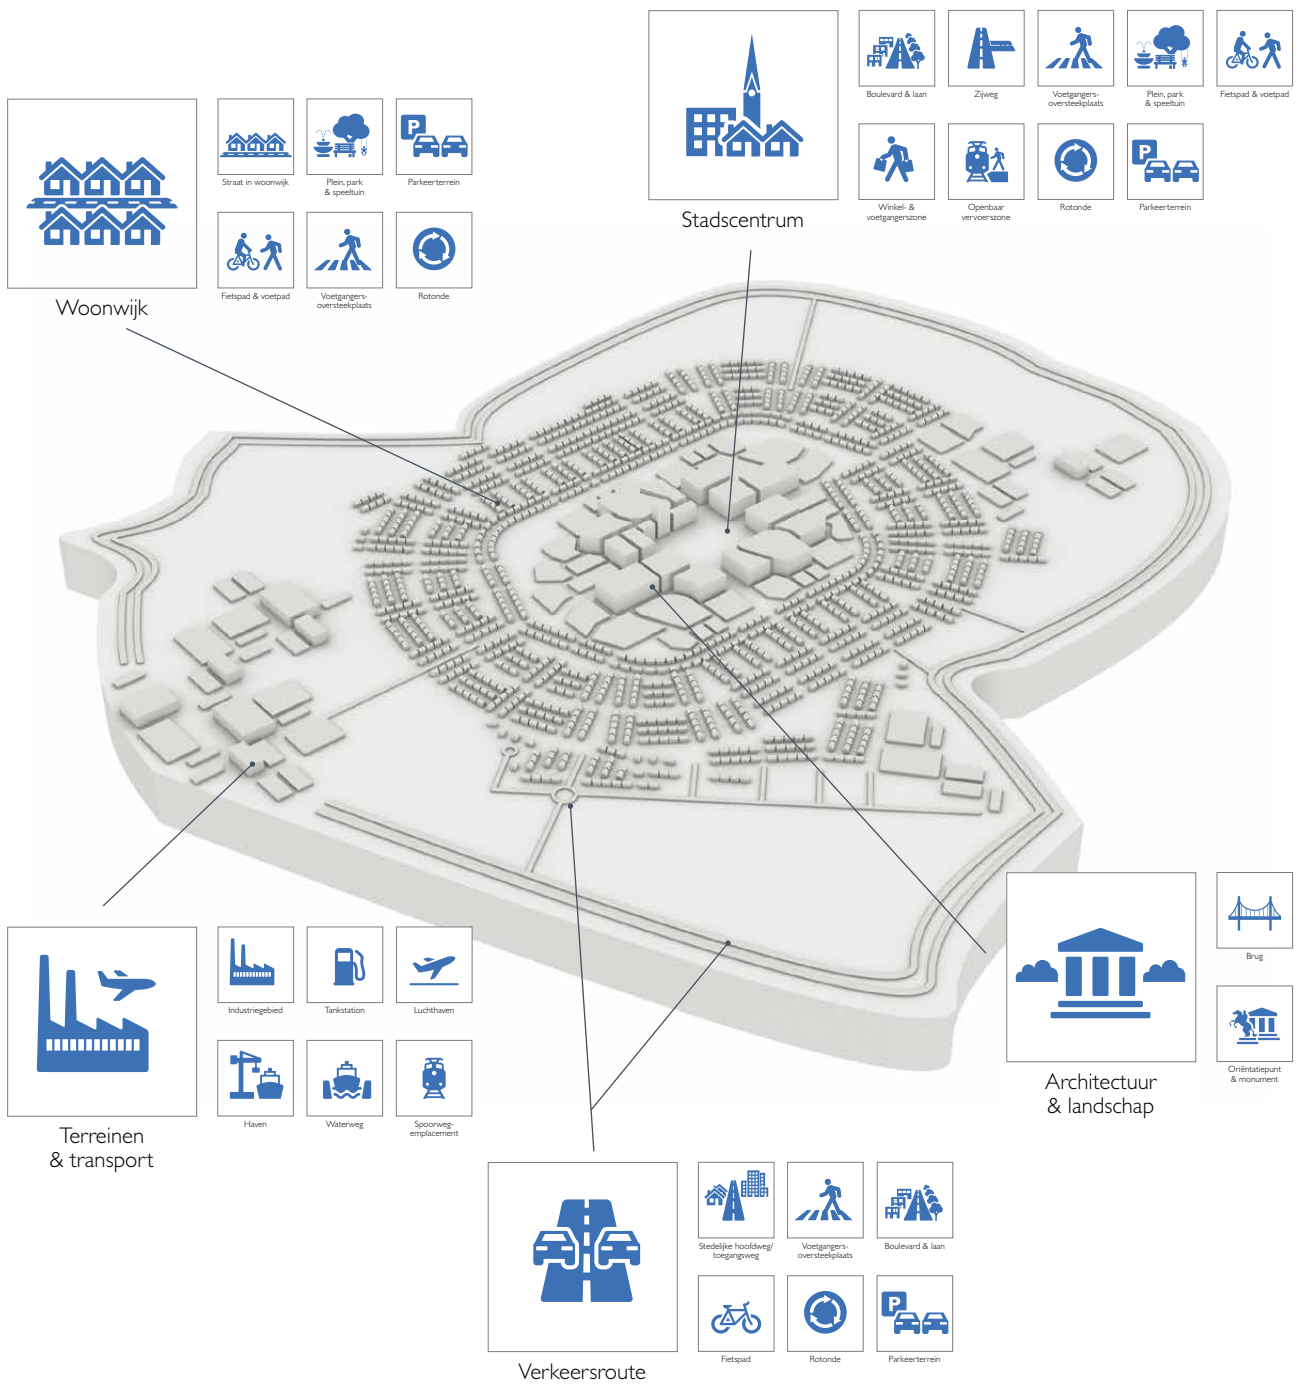 Boulevard & laan
Zijweg
Voetgangers-
oversteekplaats
Plein, park
& speeltuin
Fietspad & voetpad
Winkel- &
voetgangerszone
Openbaar
vervoerszone
Rotonde
P
Parkeerterrein
Stadscentrum
Straat in woonwijk
Plein, park
& speeltuin
P
Parkeerterrein
Fietspad & voetpad
Voetgangers-
oversteekplaats
Rotonde
Woonwijk
Industriegebied
Tankstation
Luchthaven
Haven
Waterweg
Spoorweg-
emplacement
Terreinen
& transport
Brug
Oriëntatiepunt
& monument
Architectuur
& landschap
Stedelijke hoofdweg/
toegangsweg
Voetgangers-
oversteekplaats
Boulevard & laan
Fietspad
Rotonde
P
Parkeerterrein
Verkeersroute